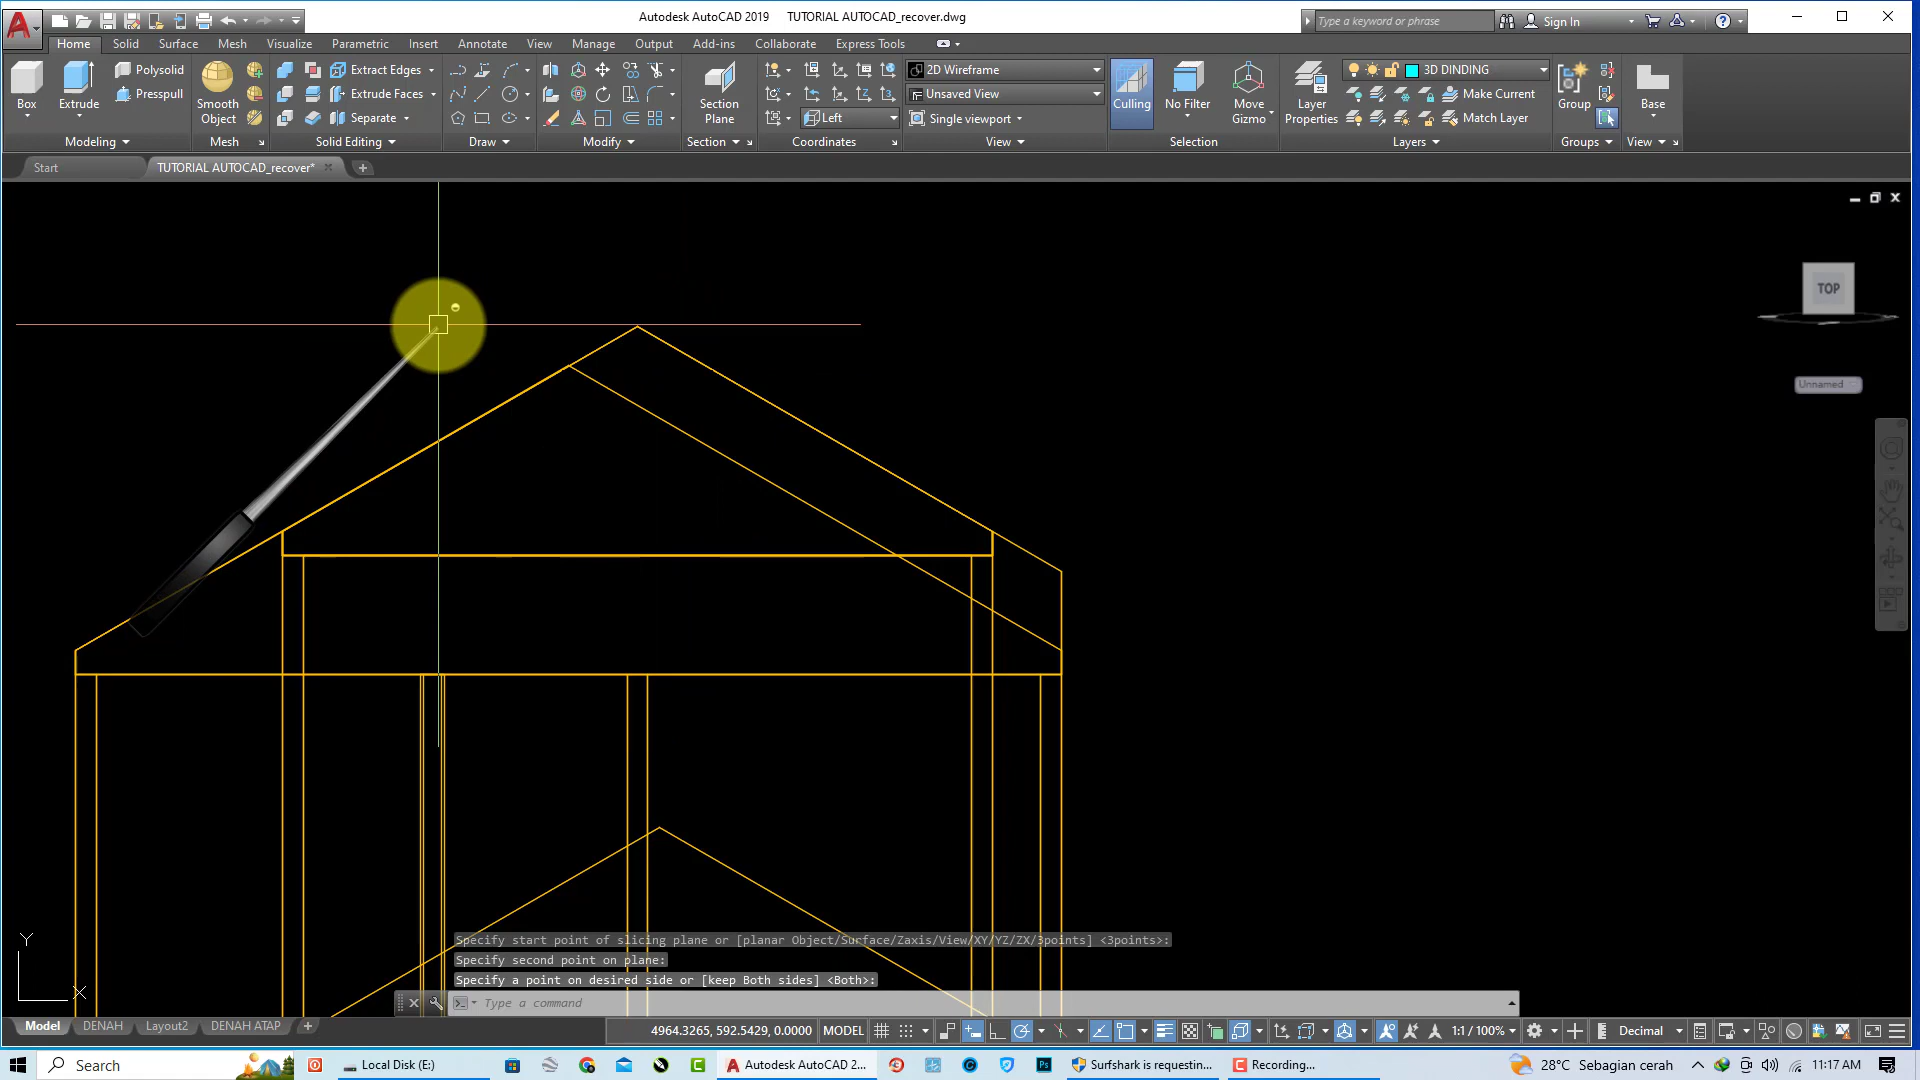 Autodesk AutoCAD 2019 TUTORIAL AUTOCAD_recover.dwg
Type a keyword or phrase
Sign In
Home Solid Surface Mesh Visualize Parametric Insert Annotate View Manage Output Add-ins Collaborate Express Tools
Box
Extrude
Polysolid
Presspull
Smooth
Object
Extract Edges
Extrude Faces
Separate
Section
Plane
Left
2D Wireframe
Unsaved View
Single viewport
Culling
No Filter
Move
Gizmo
Layer
Properties
3D DINDING
Make Current
Match Layer
Group
Base
Modeling Mesh Solid Editing Draw Modify Section Coordinates View Selection Layers Groups View
Start TUTORIAL AUTOCAD_recover*
TOP
Unnamed
Y
X
Specify start point of slicing plane or [planar Object/Surface/Zaxis/View/XY/YZ/ZX/3points] <3points>:
Specify second point on plane:
Specify a point on desired side or [keep Both sides] <Both>:
Type a command
Model DENAH Layout2 DENAH ATAP
4964.3265, 592.5429, 0.0000 MODEL 1:1 / 100% Decimal
Search Local Disk (E:) Autodesk AutoCAD 2... Surfshark is requestin... Recording... 28°C Sebagian cerah 11:17 AM